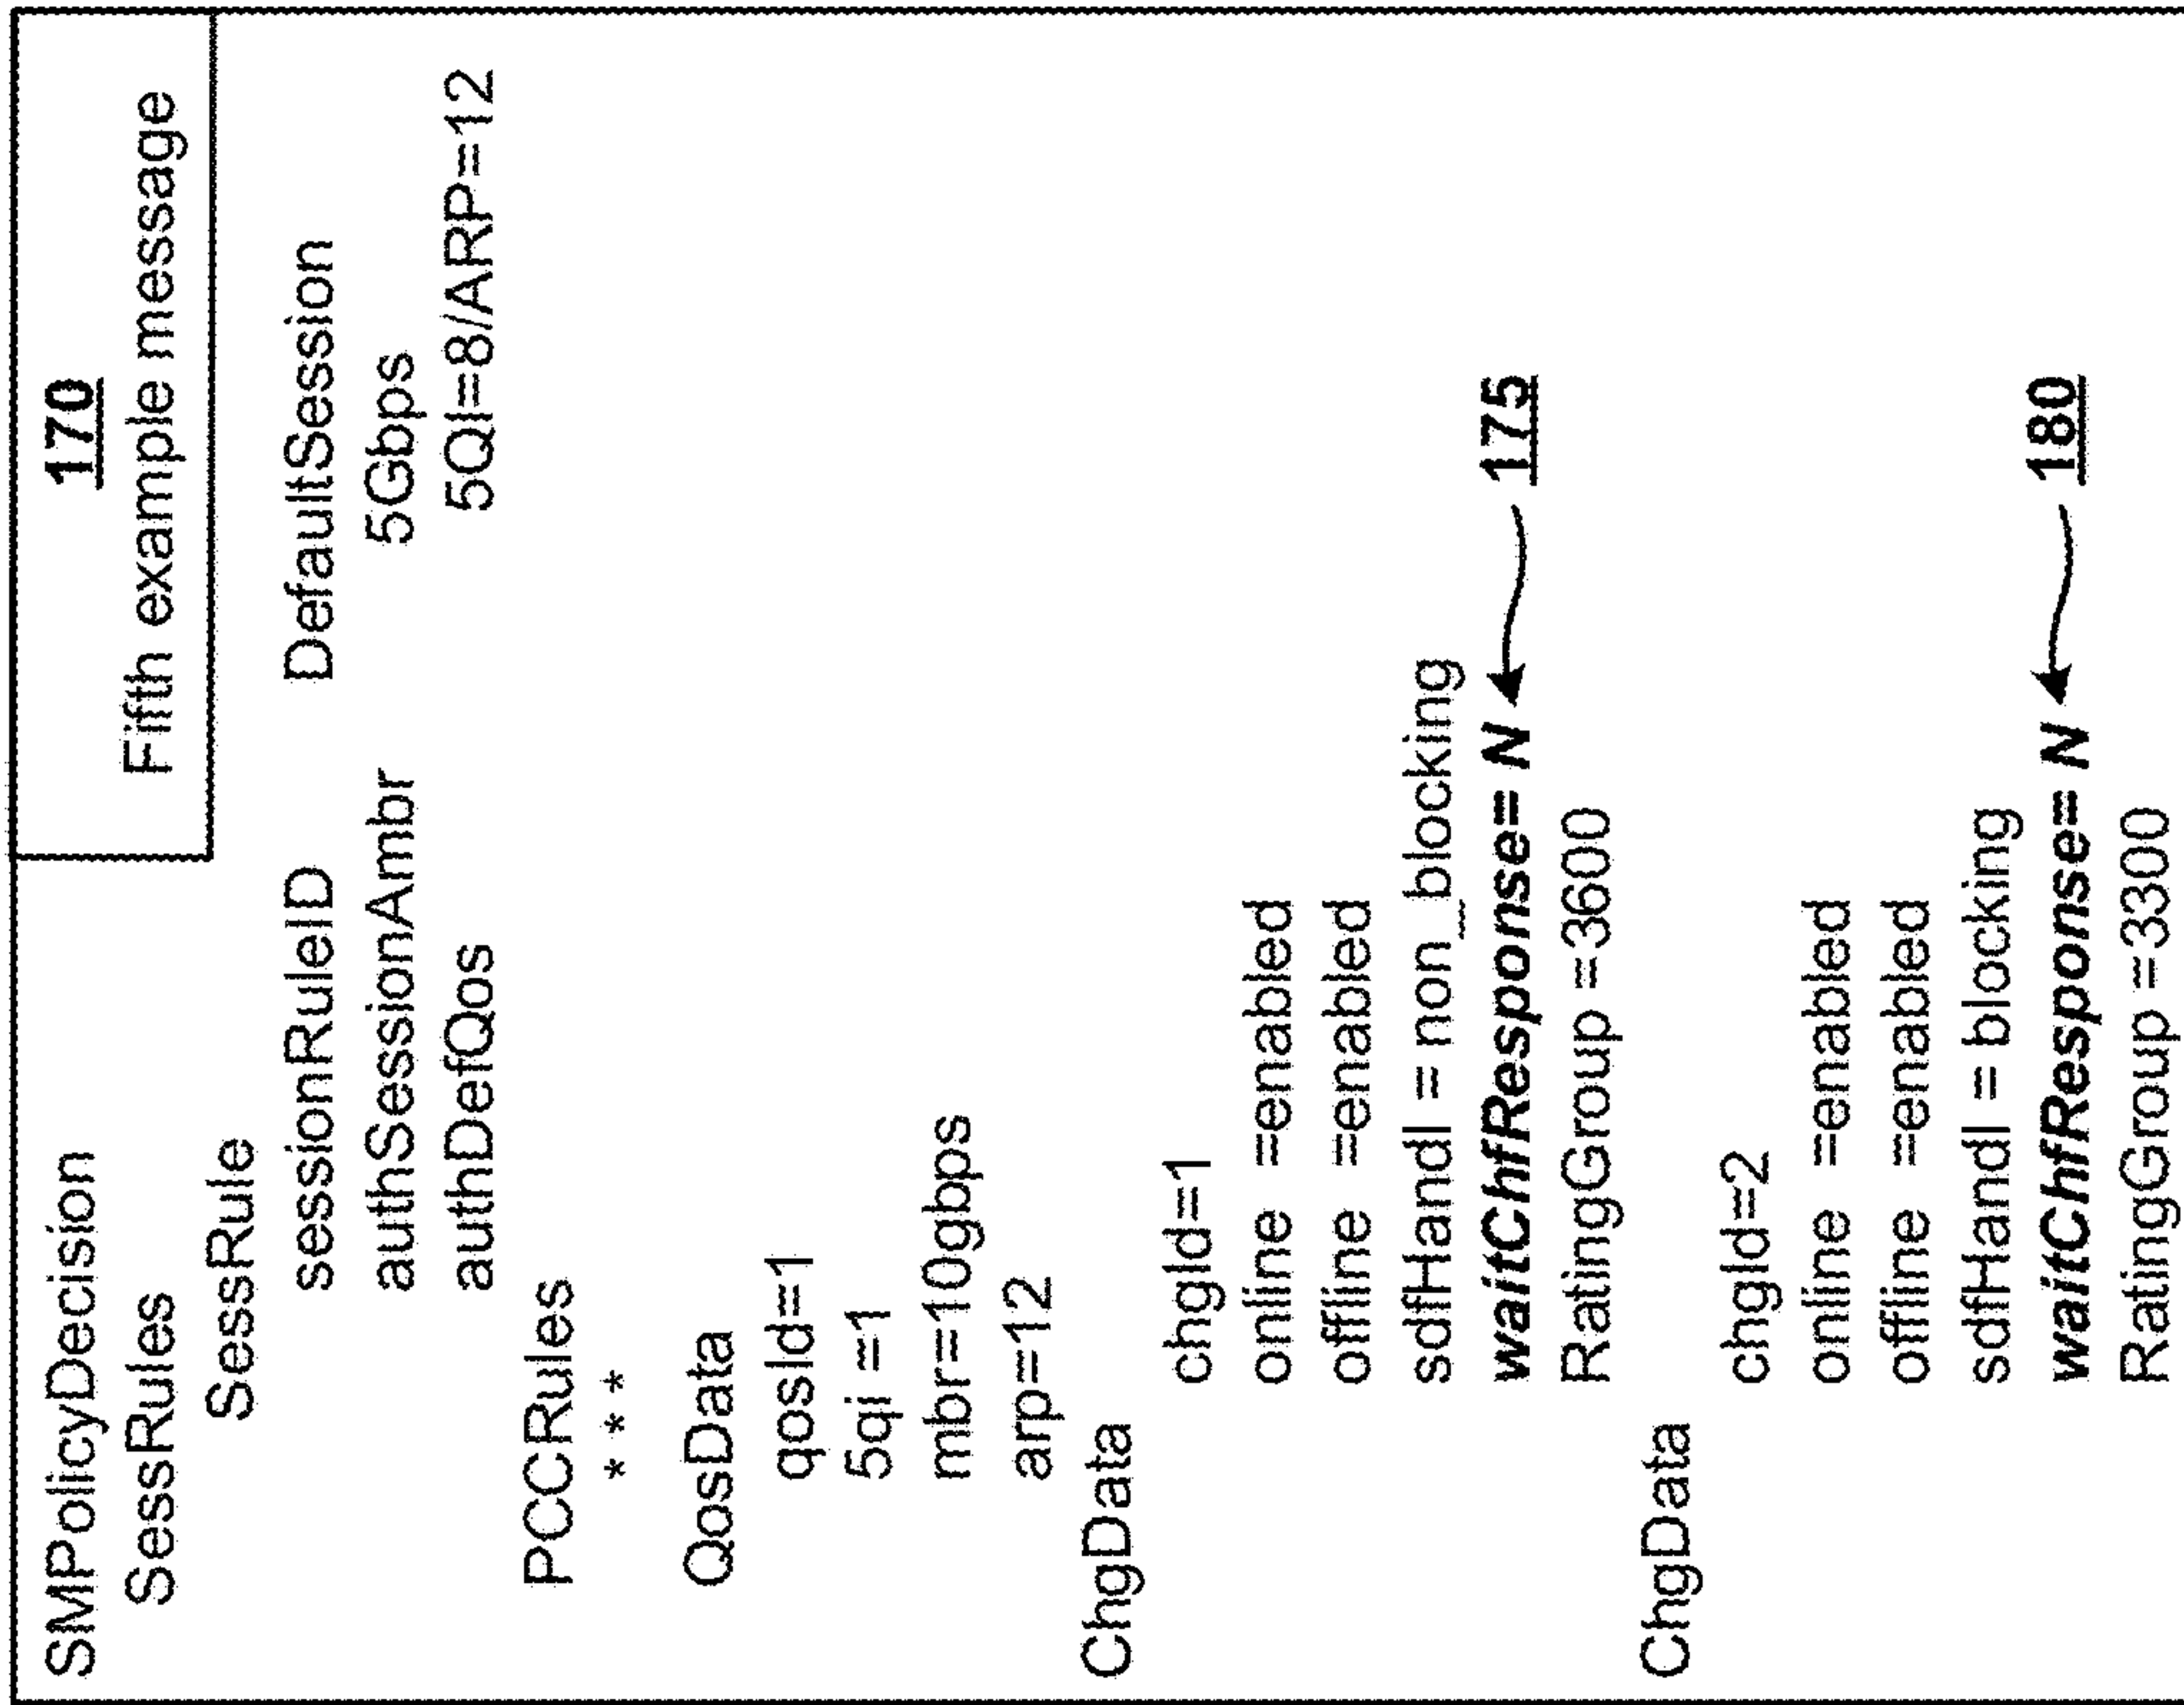 170
Fifth example message
SMPolicyDecision
SessRules
SessRule
sessionRuleID DefaultSession
authSessionAmbr 5Gbps
authDefQos 5QI=8/ARP=12
PCCRules
* * *
QosData
qosId=1
5qi =1
mbr=10gbps
arp=12
ChgData
chgId=1
online =enabled
offline =enabled
sdfHandl = non_blocking
waitChfResponse= N 175
RatingGroup =3600
ChgData
chgId=2
online =enabled
offline =enabled
sdfHandl = blocking
waitChfResponse= N 180
RatingGroup =3300